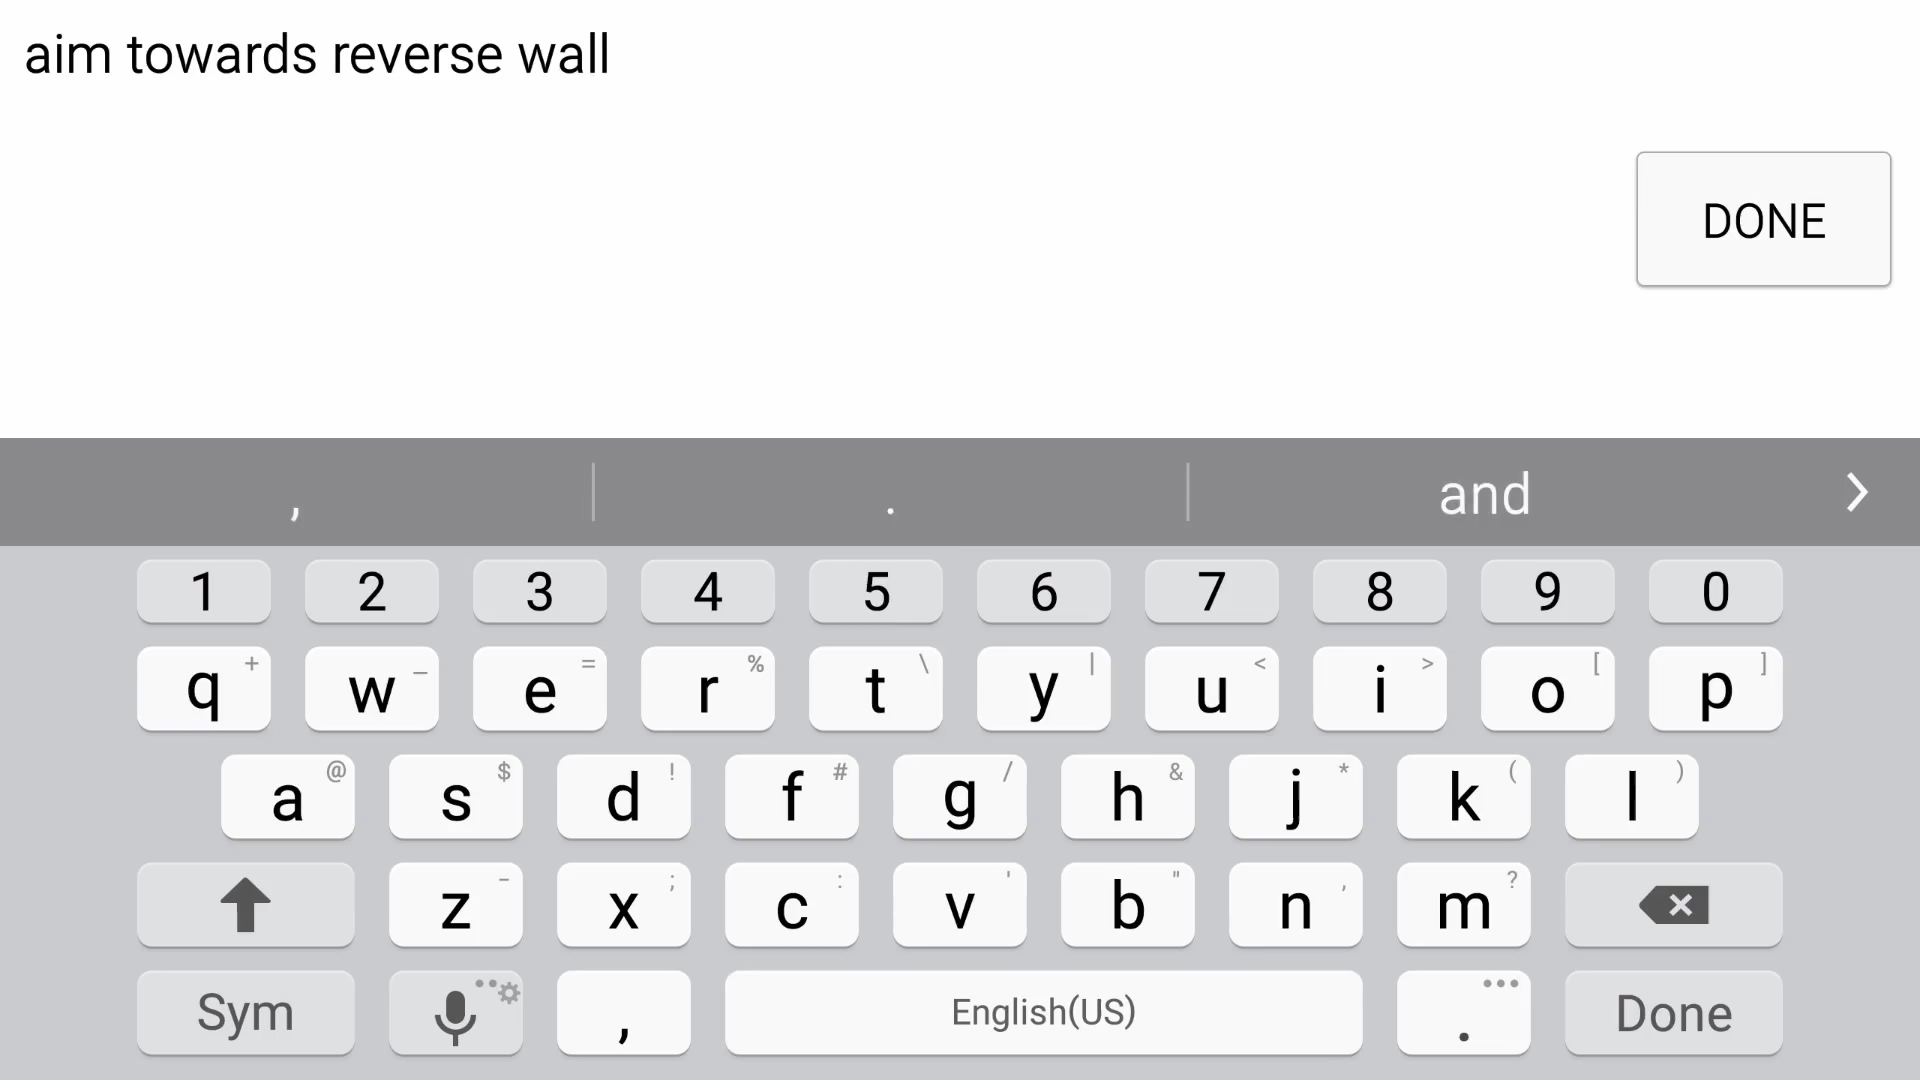 aim towards reverse wall
DONE
, . and
1 2 3 4 5 6 7 8 9 0
q + w _ e = r % t \ y | u < i > o [ p ]
a @ s $ d ! f # g / h & j * k ( l )
z - x ; c : v ' b " n , m ?
Sym , English(US) . Done